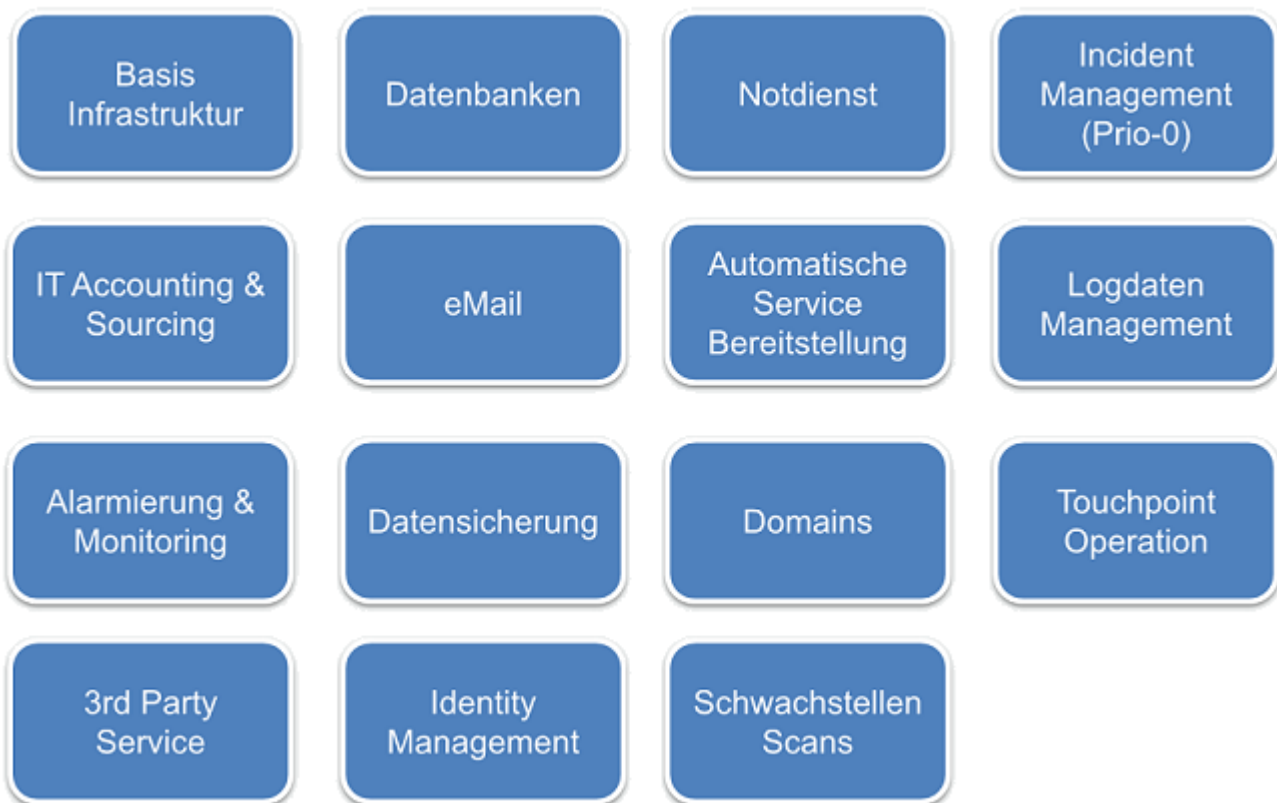 Basis
Infrastruktur
Datenbanken
Notdienst
Incident
Management
(Prio-0)
IT Accounting &
Sourcing
eMail
Automatische
Service
Bereitstellung
Logdaten
Management
Alarmierung &
Monitoring
Datensicherung
Domains
Touchpoint
Operation
3rd Party
Service
Identity
Management
Schwachstellen
Scans